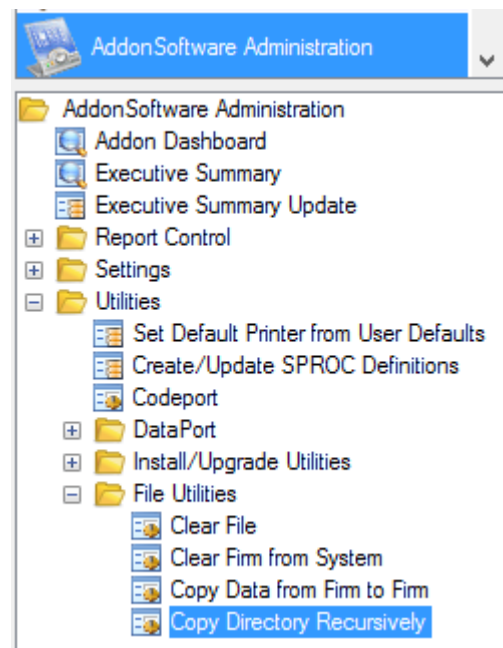 AddonSoftware Administration
AddonSoftware Administration
Addon Dashboard
Executive Summary
Executive Summary Update
Report Control
Settings
Utilities
Set Default Printer from User Defaults
Create/Update SPROC Definitions
Codeport
DataPort
Install/Upgrade Utilities
File Utilities
Clear File
Clear Firm from System
Copy Data from Firm to Firm
Copy Directory Recursively